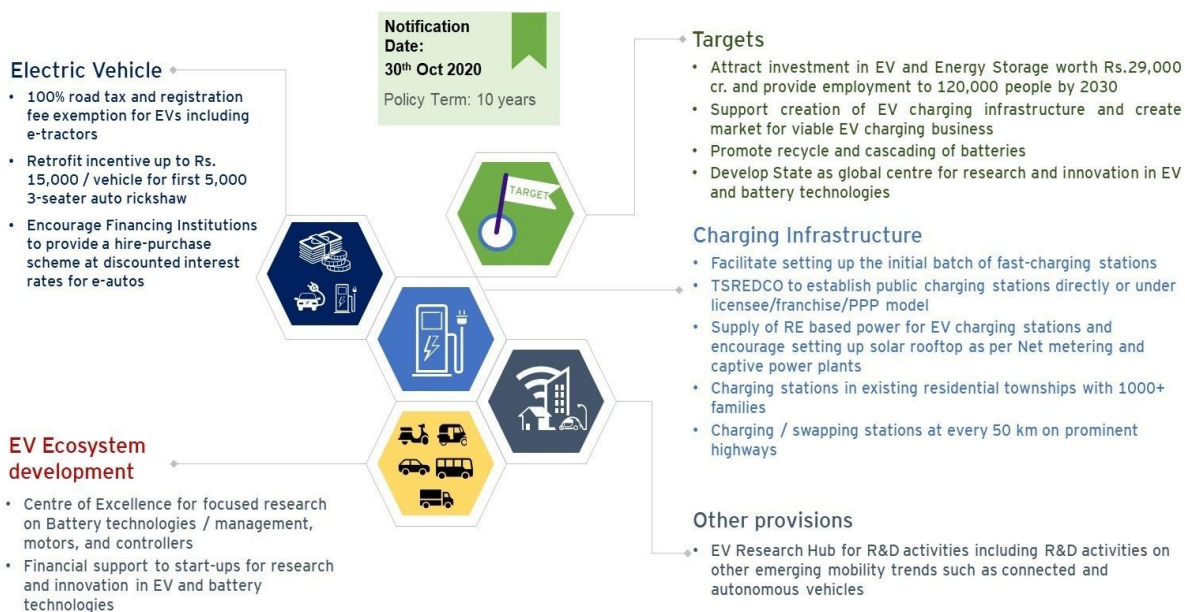 Notification
Date:
30th Oct 2020
Policy Term: 10 years
Electric Vehicle
• 100% road tax and registration
fee exemption for EVs including
e-tractors
• Retrofit incentive up to Rs.
15,000 / vehicle for first 5,000
3-seater auto rickshaw
• Encourage Financing Institutions
to provide a hire-purchase
scheme at discounted interest
rates for e-autos
TARGET
Targets
• Attract investment in EV and Energy Storage worth Rs.29,000
cr. and provide employment to 120,000 people by 2030
• Support creation of EV charging infrastructure and create
market for viable EV charging business
• Promote recycle and cascading of batteries
• Develop State as global centre for research and innovation in EV
and battery technologies
Charging Infrastructure
• Facilitate setting up the initial batch of fast-charging stations
• TSREDCO to establish public charging stations directly or under
licensee/franchise/PPP model
• Supply of RE based power for EV charging stations and
encourage setting up solar rooftop as per Net metering and
captive power plants
• Charging stations in existing residential townships with 1000+
families
• Charging / swapping stations at every 50 km on prominent
highways
EV Ecosystem
development
• Centre of Excellence for focused research
on Battery technologies / management,
motors, and controllers
• Financial support to start-ups for research
and innovation in EV and battery
technologies
Other provisions
• EV Research Hub for R&D activities including R&D activities on
other emerging mobility trends such as connected and
autonomous vehicles